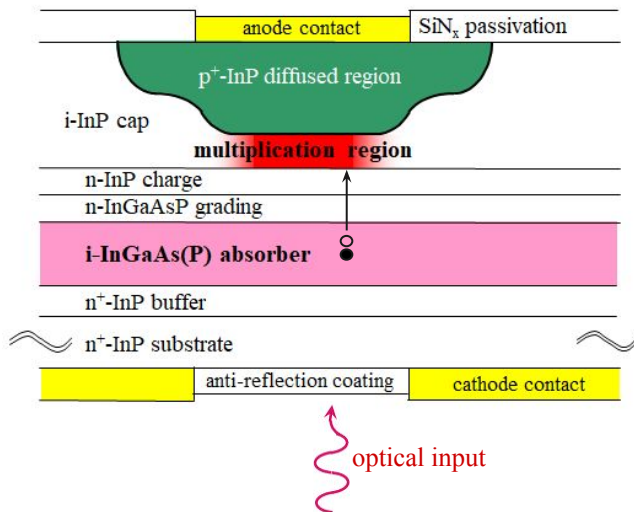 anode contact
SiNx passivation
p+-InP diffused region
i-InP cap
multiplication region
n-InP charge
n-InGaAsP grading
i-InGaAs(P) absorber
n+-InP buffer
n+-InP substrate
anti-reflection coating
cathode contact
optical input